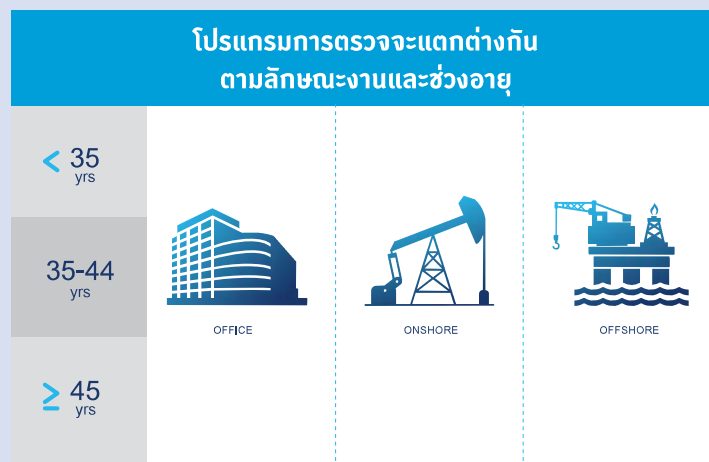 โปรแกรมการตรวจจะแตกต่างกัน
ตามลักษณะงานและช่วงอายุ
< 35
yrs
35-44
yrs
≥ 45
yrs
OFFICE
ONSHORE
OFFSHORE